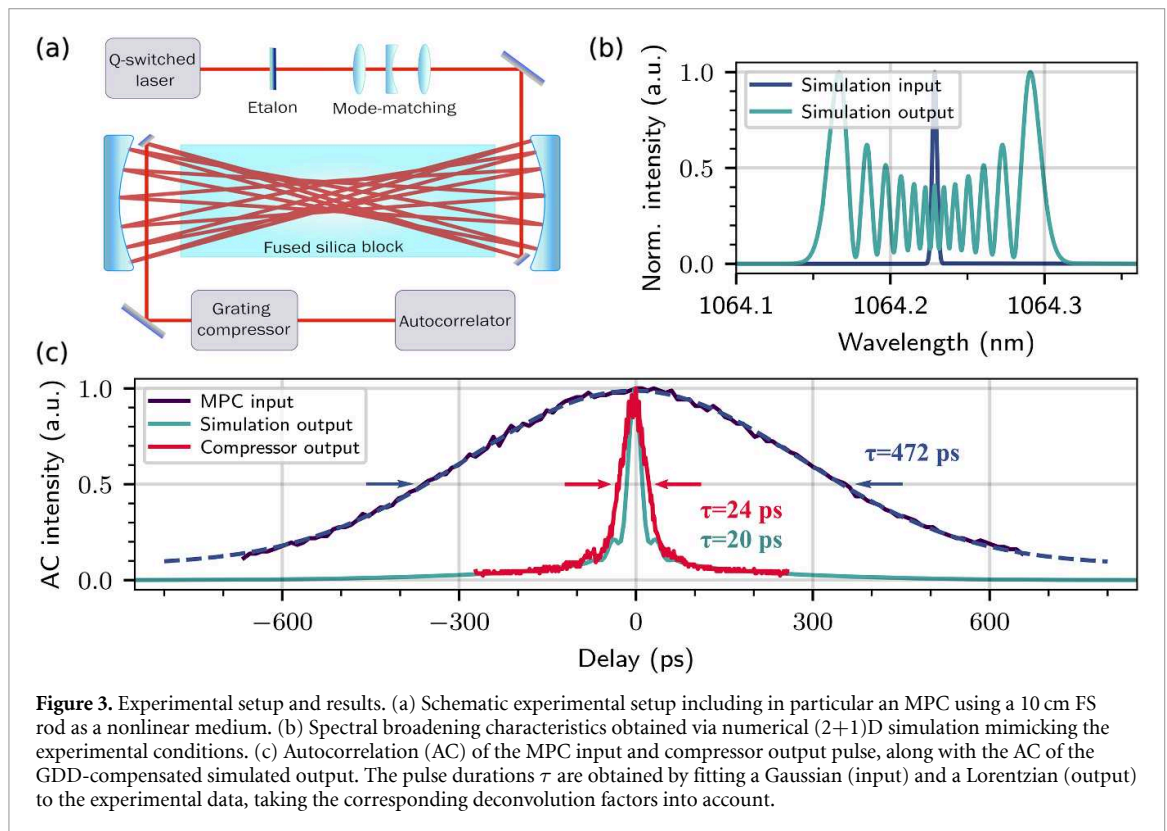 (a)
Q-switched
laser
Etalon
Mode-matching
Fused silica block
Grating
compressor
Autocorrelator
(b)
Norm. intensity (a.u.)
1.0
0.5
0.0
Simulation input
Simulation output
1064.1
1064.2
1064.3
Wavelength (nm)
(c)
AC intensity (a.u.)
1.0
0.5
0.0
MPC input
Simulation output
Compressor output
τ=472 ps
τ=24 ps
τ=20 ps
−600
−300
0
300
600
Delay (ps)
Figure 3. Experimental setup and results. (a) Schematic experimental setup including in particular an MPC using a 10 cm FS
rod as a nonlinear medium. (b) Spectral broadening characteristics obtained via numerical (2+1)D simulation mimicking the
experimental conditions. (c) Autocorrelation (AC) of the MPC input and compressor output pulse, along with the AC of the
GDD-compensated simulated output. The pulse durations τ are obtained by fitting a Gaussian (input) and a Lorentzian (output)
to the experimental data, taking the corresponding deconvolution factors into account.